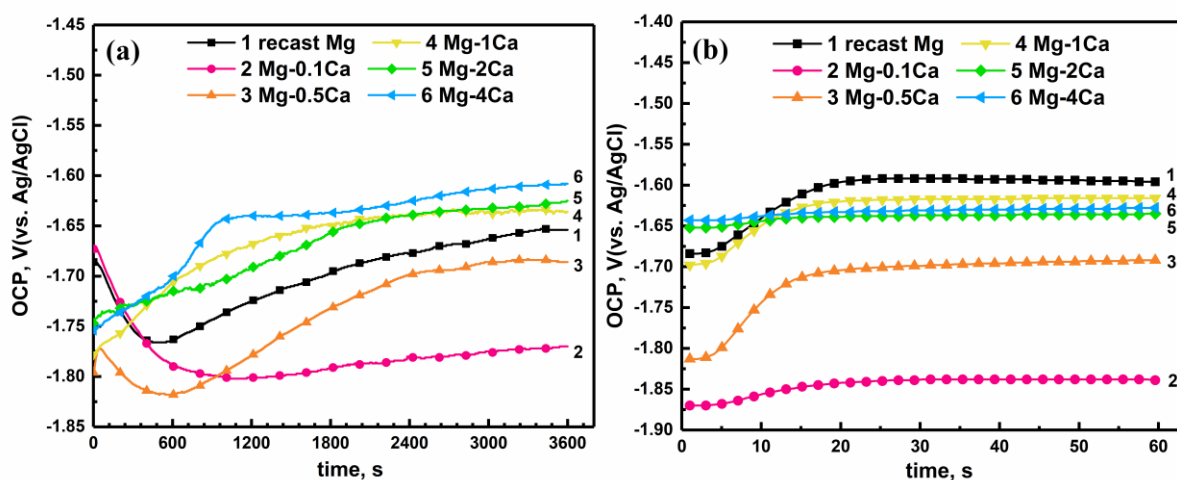 (a)
1 recast Mg
4 Mg-1Ca
2 Mg-0.1Ca
5 Mg-2Ca
3 Mg-0.5Ca
6 Mg-4Ca
OCP, V(vs. Ag/AgCl)
-1.45
-1.50
-1.55
-1.60
-1.65
-1.70
-1.75
-1.80
-1.85
6
5
4
1
3
2
0
600
1200
1800
2400
3000
3600
time, s
(b)
1 recast Mg
4 Mg-1Ca
2 Mg-0.1Ca
5 Mg-2Ca
3 Mg-0.5Ca
6 Mg-4Ca
OCP, V(vs. Ag/AgCl)
-1.40
-1.45
-1.50
-1.55
-1.60
-1.65
-1.70
-1.75
-1.80
-1.85
-1.90
1
4
6
5
3
2
0
10
20
30
40
50
60
time, s